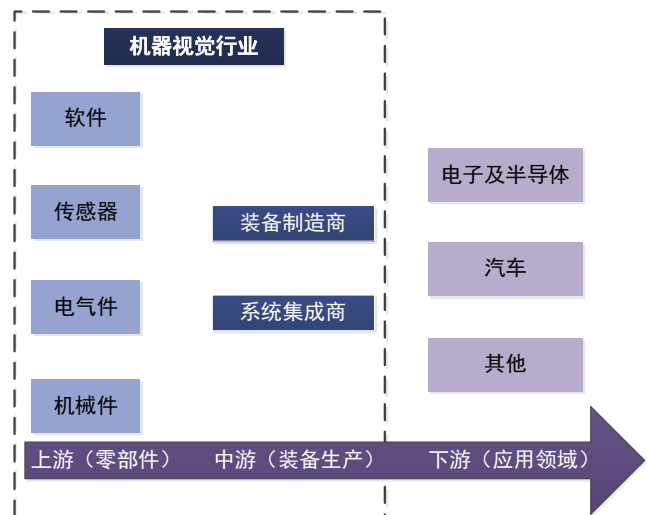 机器视觉行业
软件
传感器
电气件
机械件
装备制造商
系统集成商
电子及半导体
汽车
其他
上游（零部件）
中游（装备生产）
下游（应用领域）